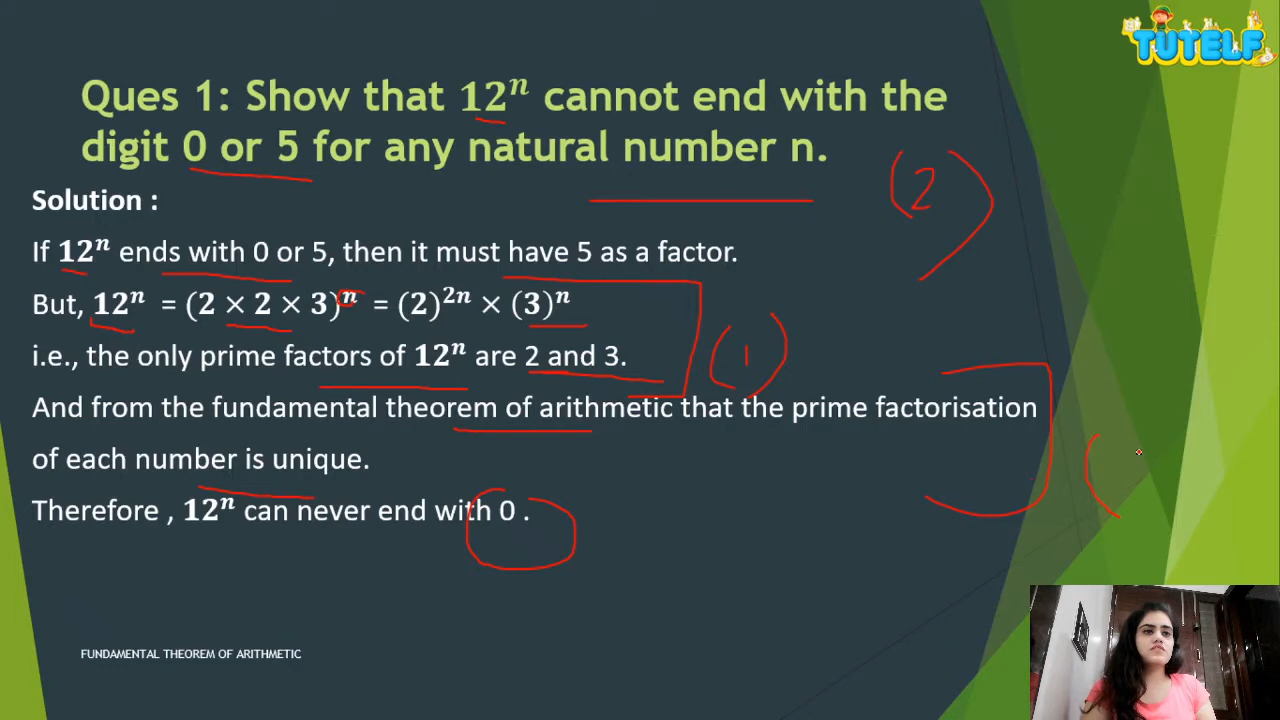 TUTELF
Ques 1: Show that 12ⁿ cannot end with the
digit 0 or 5 for any natural number n.
(2)
Solution :
If 12ⁿ ends with 0 or 5, then it must have 5 as a factor.
But, 12ⁿ = (2 × 2 × 3)ⁿ = (2)²ⁿ × (3)ⁿ
i.e., the only prime factors of 12ⁿ are 2 and 3.
(1)
And from the fundamental theorem of arithmetic that the prime factorisation
of each number is unique.
Therefore , 12ⁿ can never end with 0 .
FUNDAMENTAL THEOREM OF ARITHMETIC